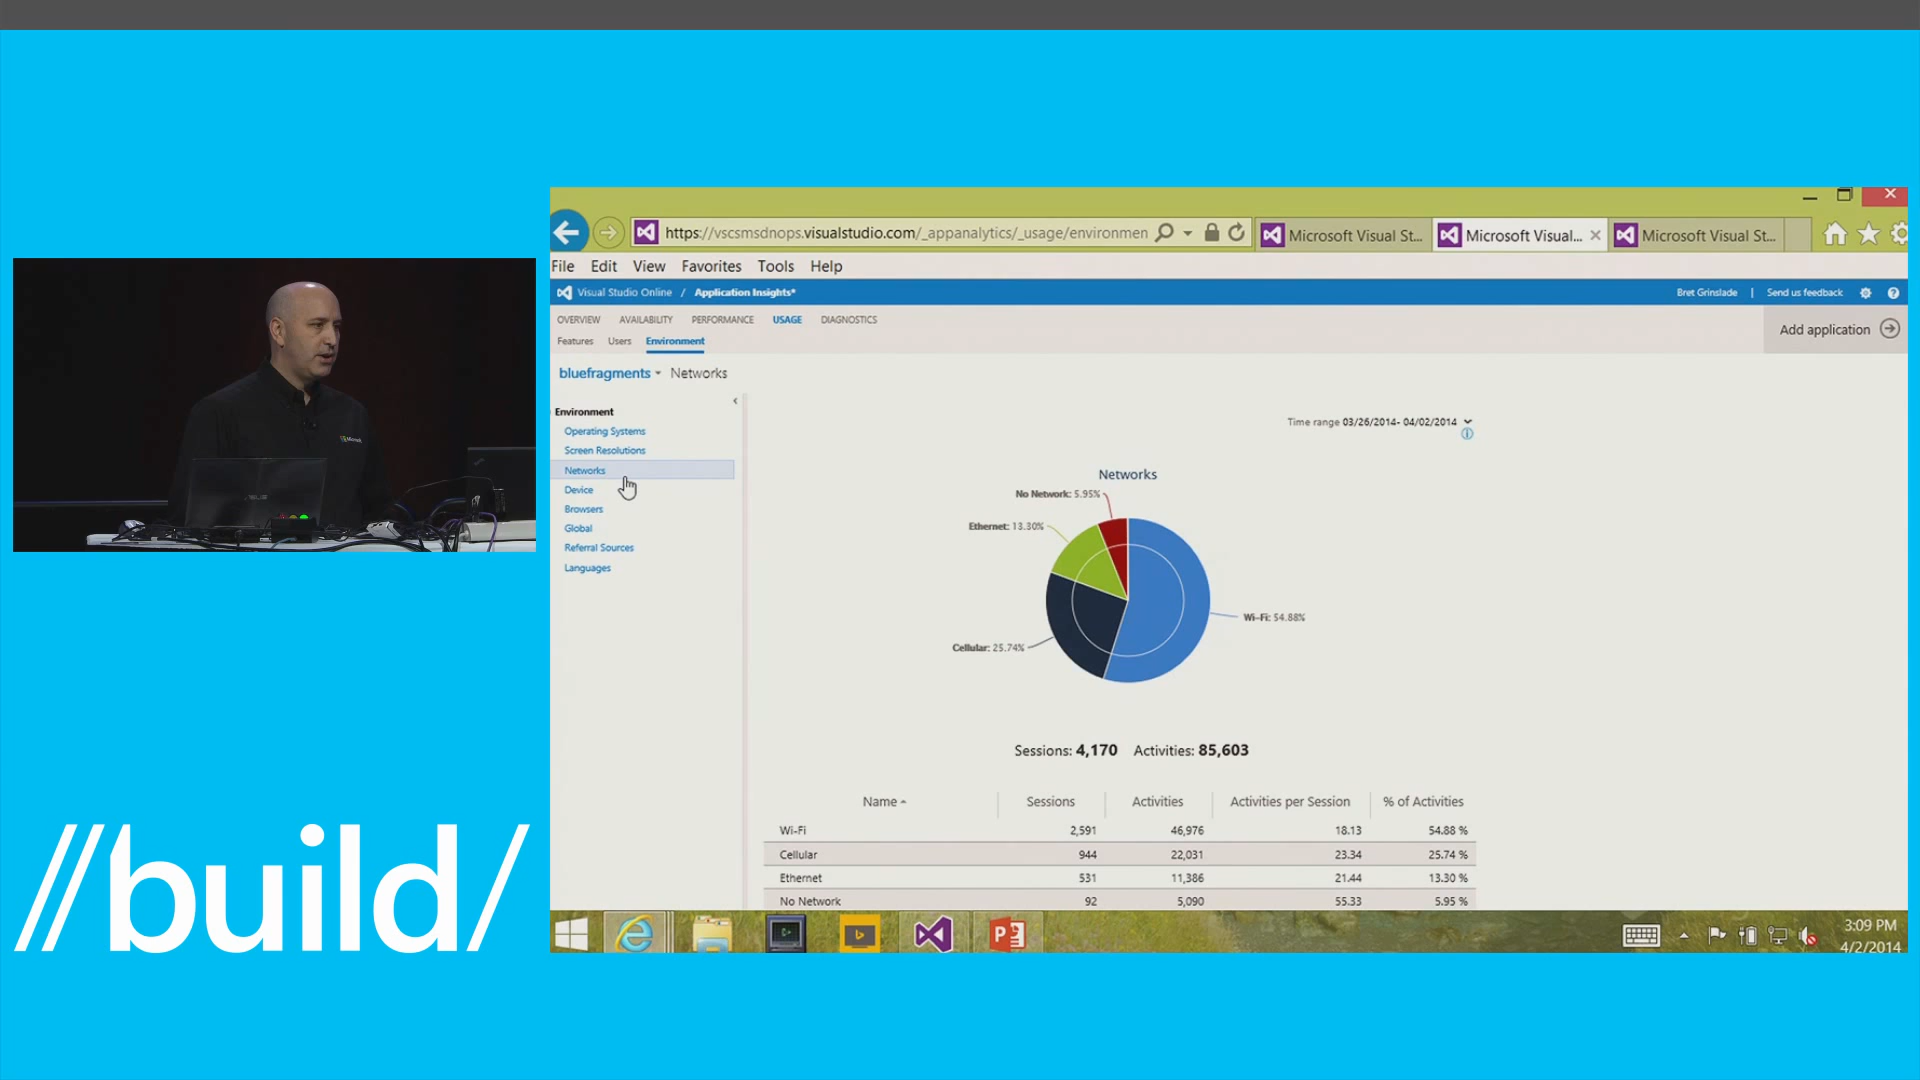 https://vscsmsdnops.visualstudio.com/_appanalytics/_usage/environmen
Microsoft Visual St...
Microsoft Visual...
Microsoft Visual St...
File Edit View Favorites Tools Help
Visual Studio Online / Application Insights*
Bret Grinslade | Send us feedback
OVERVIEW AVAILABILITY PERFORMANCE USAGE DIAGNOSTICS
Features Users Environment
Add application
bluefragments Networks
Environment
Operating Systems
Screen Resolutions
Networks
Device
Browsers
Global
Referral Sources
Languages
Time range 03/26/2014- 04/02/2014
Networks
No Network: 5.95%
Ethernet: 13.30%
Wi-Fi: 54.88%
Cellular: 25.74%
Sessions: 4,170 Activities: 85,603
Name Sessions Activities Activities per Session % of Activities
Wi-Fi 2,591 46,976 18.13 54.88 %
Cellular 944 22,031 23.34 25.74 %
Ethernet 531 11,386 21.44 13.30 %
No Network 92 5,090 55.33 5.95 %
3:09 PM
4/2/2014
Microsoft
ASUS
//build/